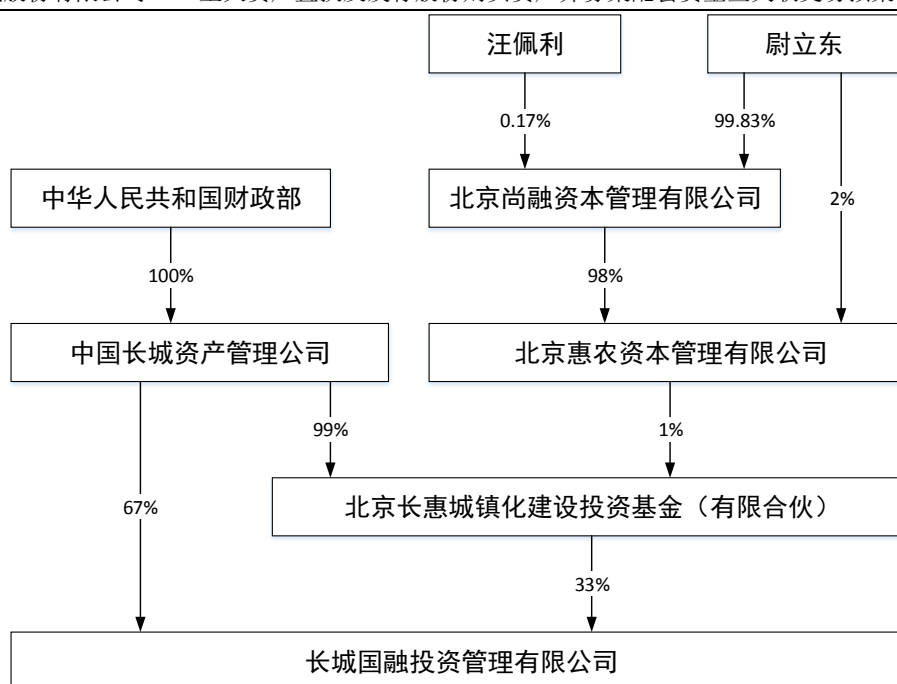 汪佩利
尉立东
0.17%
99.83%
中华人民共和国财政部
北京尚融资本管理有限公司
2%
100%
98%
中国长城资产管理公司
北京惠农资本管理有限公司
99%
1%
67%
北京长惠城镇化建设投资基金（有限合伙）
33%
长城国融投资管理有限公司